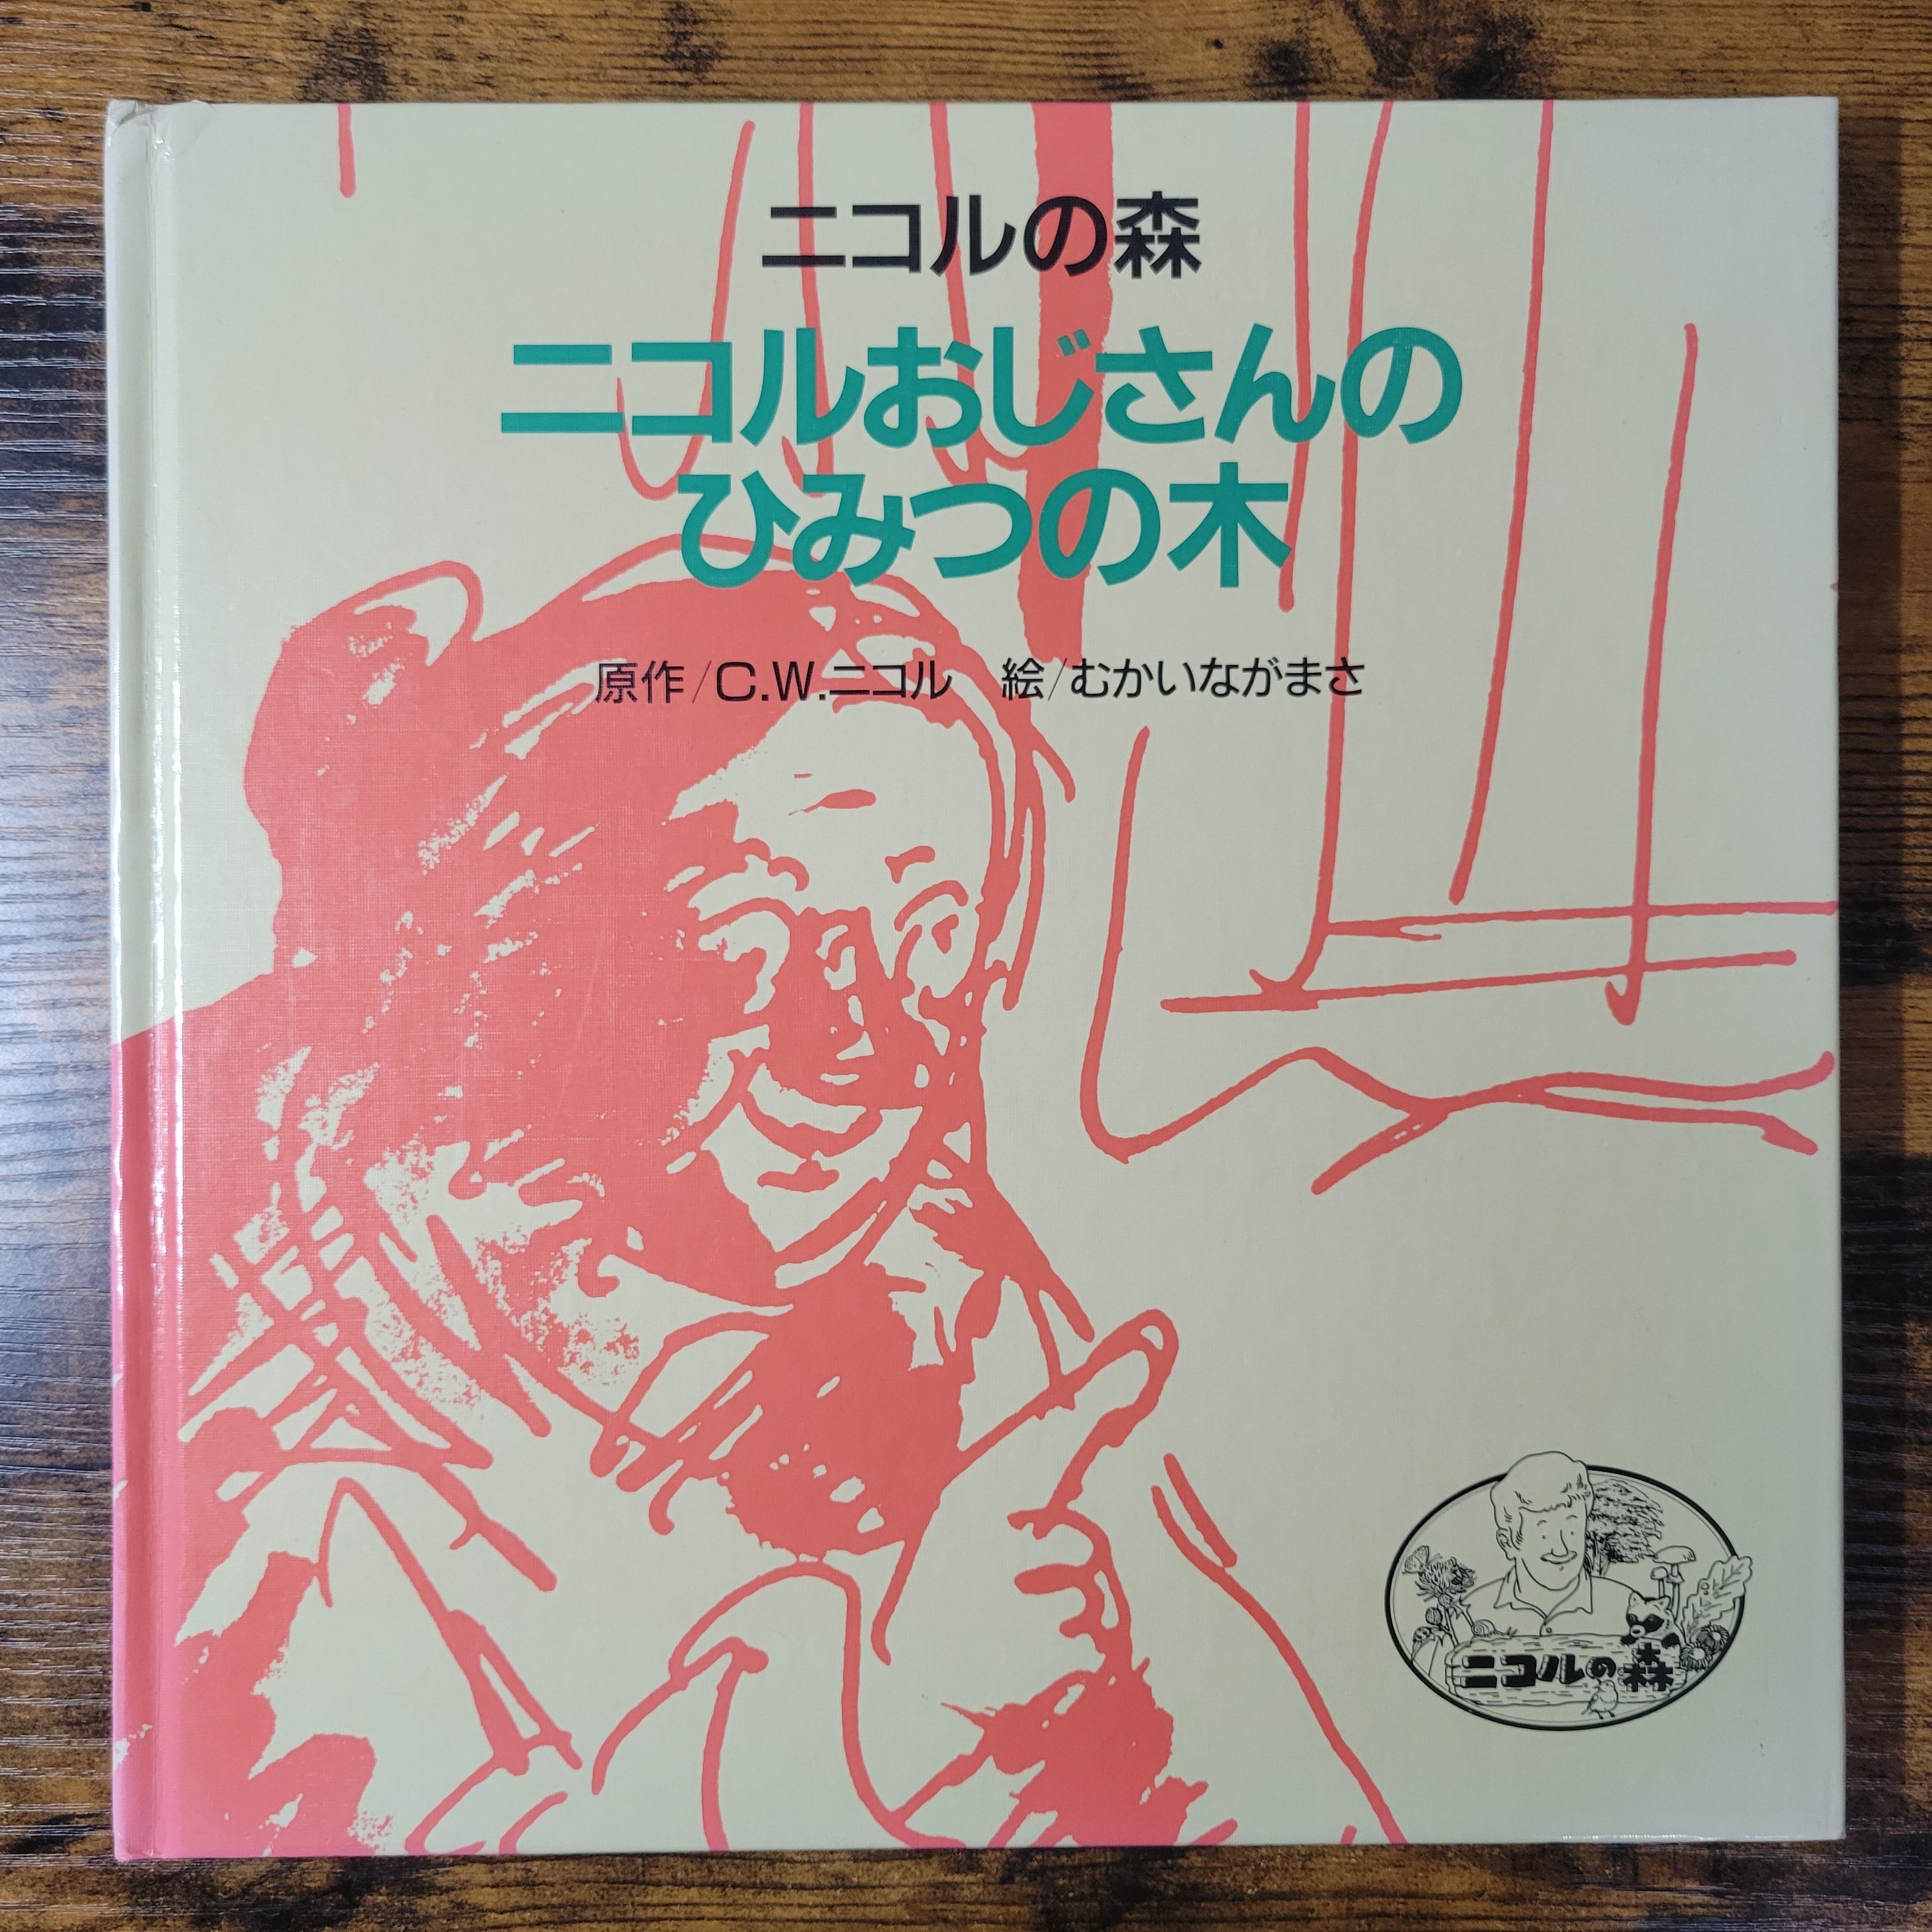 ニコルの森
ニコルおじさんの
ひみつの木
原作/C.W.ニコル　絵/むかいながまさ
ニコルの森